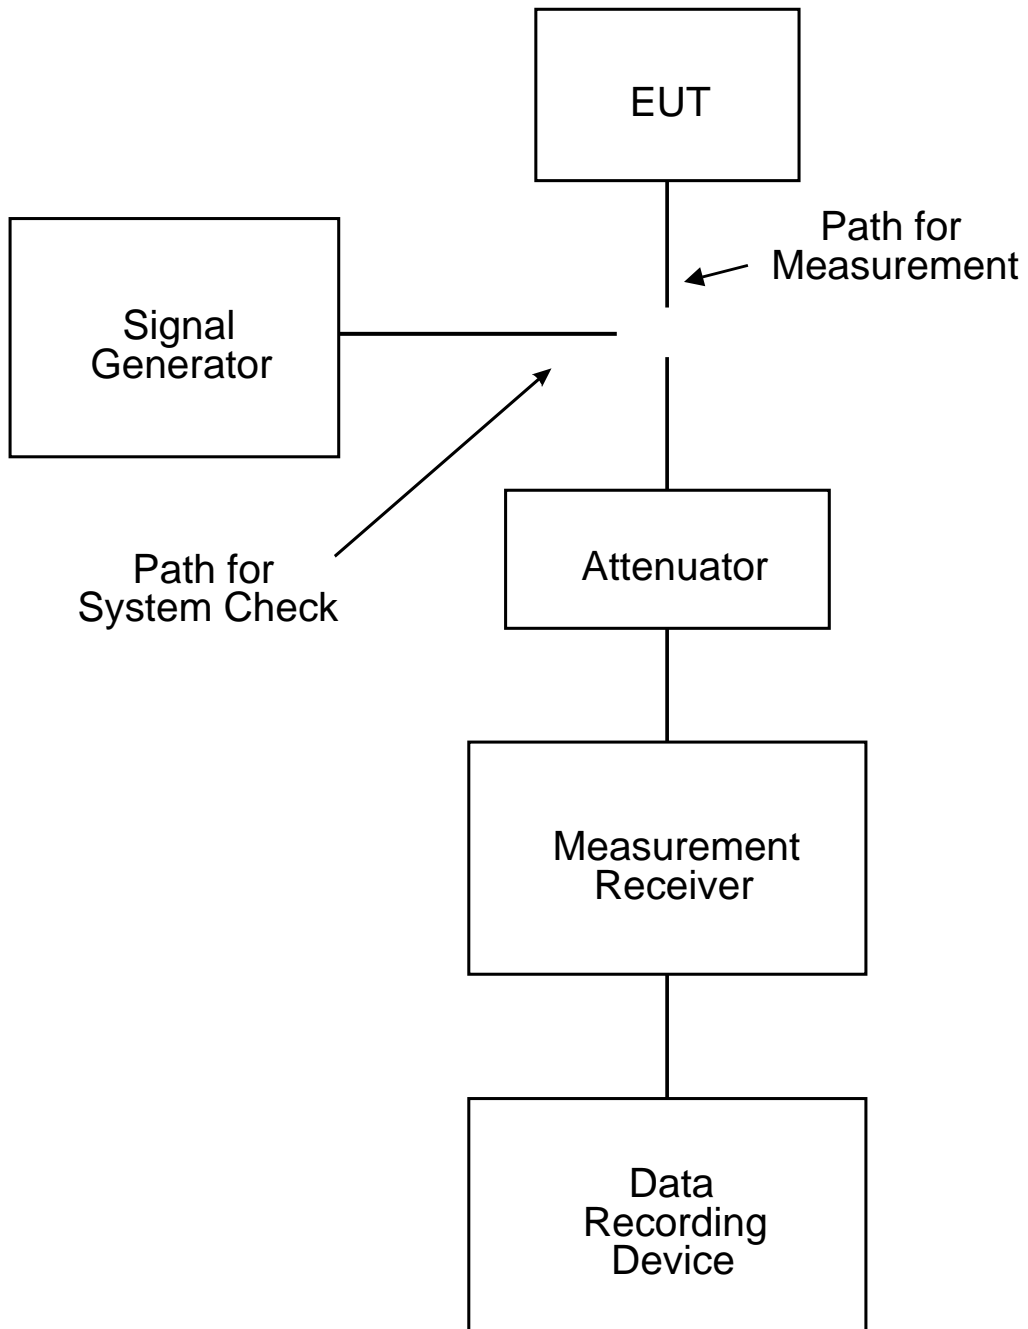 EUT
Path for
Measurement
Signal
Generator
Path for
System Check
Attenuator
Measurement
Receiver
Data
Recording
Device